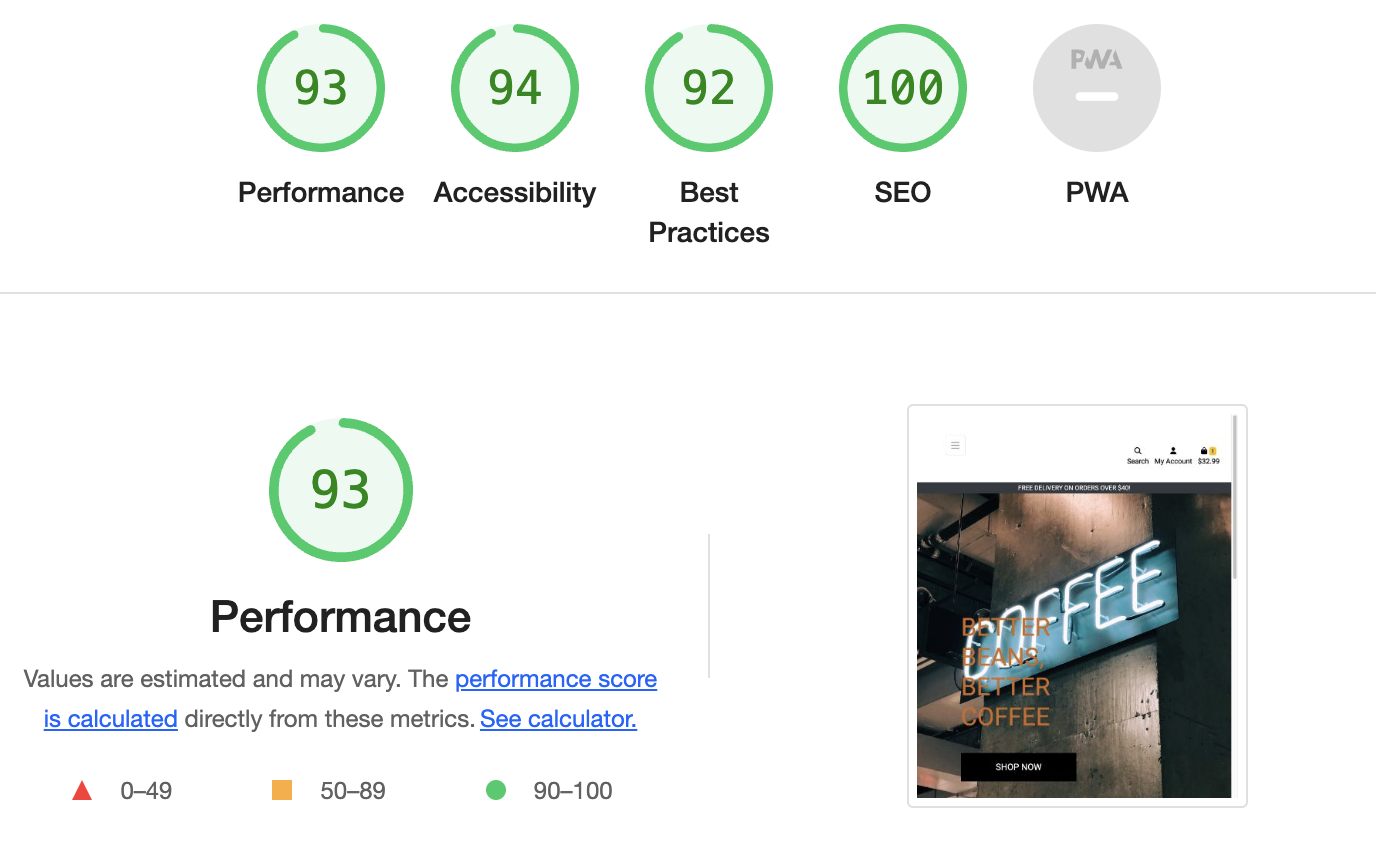 93
94
92
100
PWA
Performance
Accessibility
Best
Practices
SEO
PWA
93
Performance
Values are estimated and may vary. The performance score
is calculated directly from these metrics. See calculator.
0–49
50–89
90–100
1
Search My Account $32.99
FREE DELIVERY ON ORDERS OVER $40!
COFFEE
BETTER
BEANS,
BETTER
COFFEE
SHOP NOW